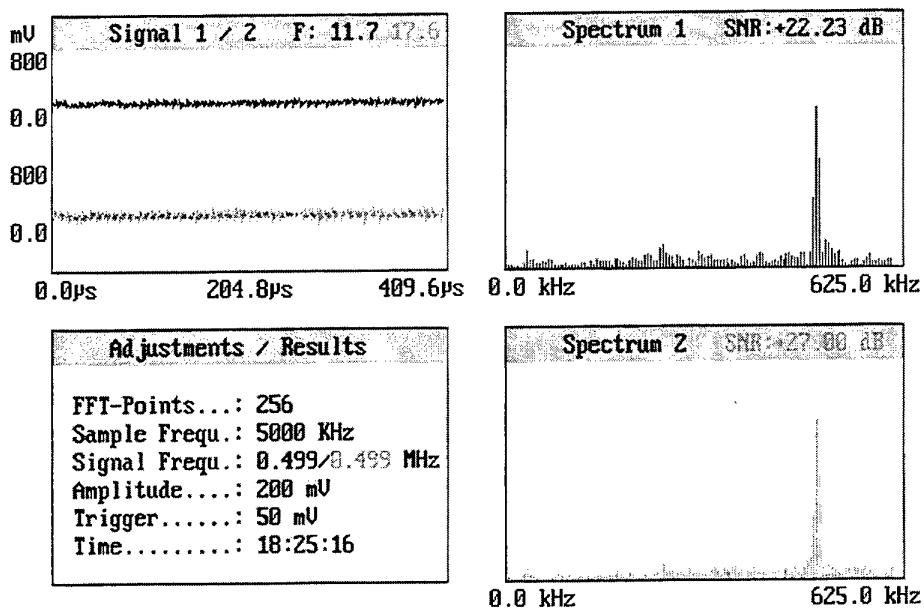 mV
Signal 1 / 2 F: 11.7 17.6
800
0.0
800
0.0
0.0µs 204.8µs 409.6µs
Spectrum 1 SNR:+22.23 dB
0.0 kHz 625.0 kHz
Adjustments / Results
FFT-Points...: 256
Sample Frequ.: 5000 KHz
Signal Frequ.: 0.499/0.499 MHz
Amplitude....: 200 mV
Trigger......: 50 mV
Time.........: 18:25:16
Spectrum 2 SNR:+27.00 dB
0.0 kHz 625.0 kHz